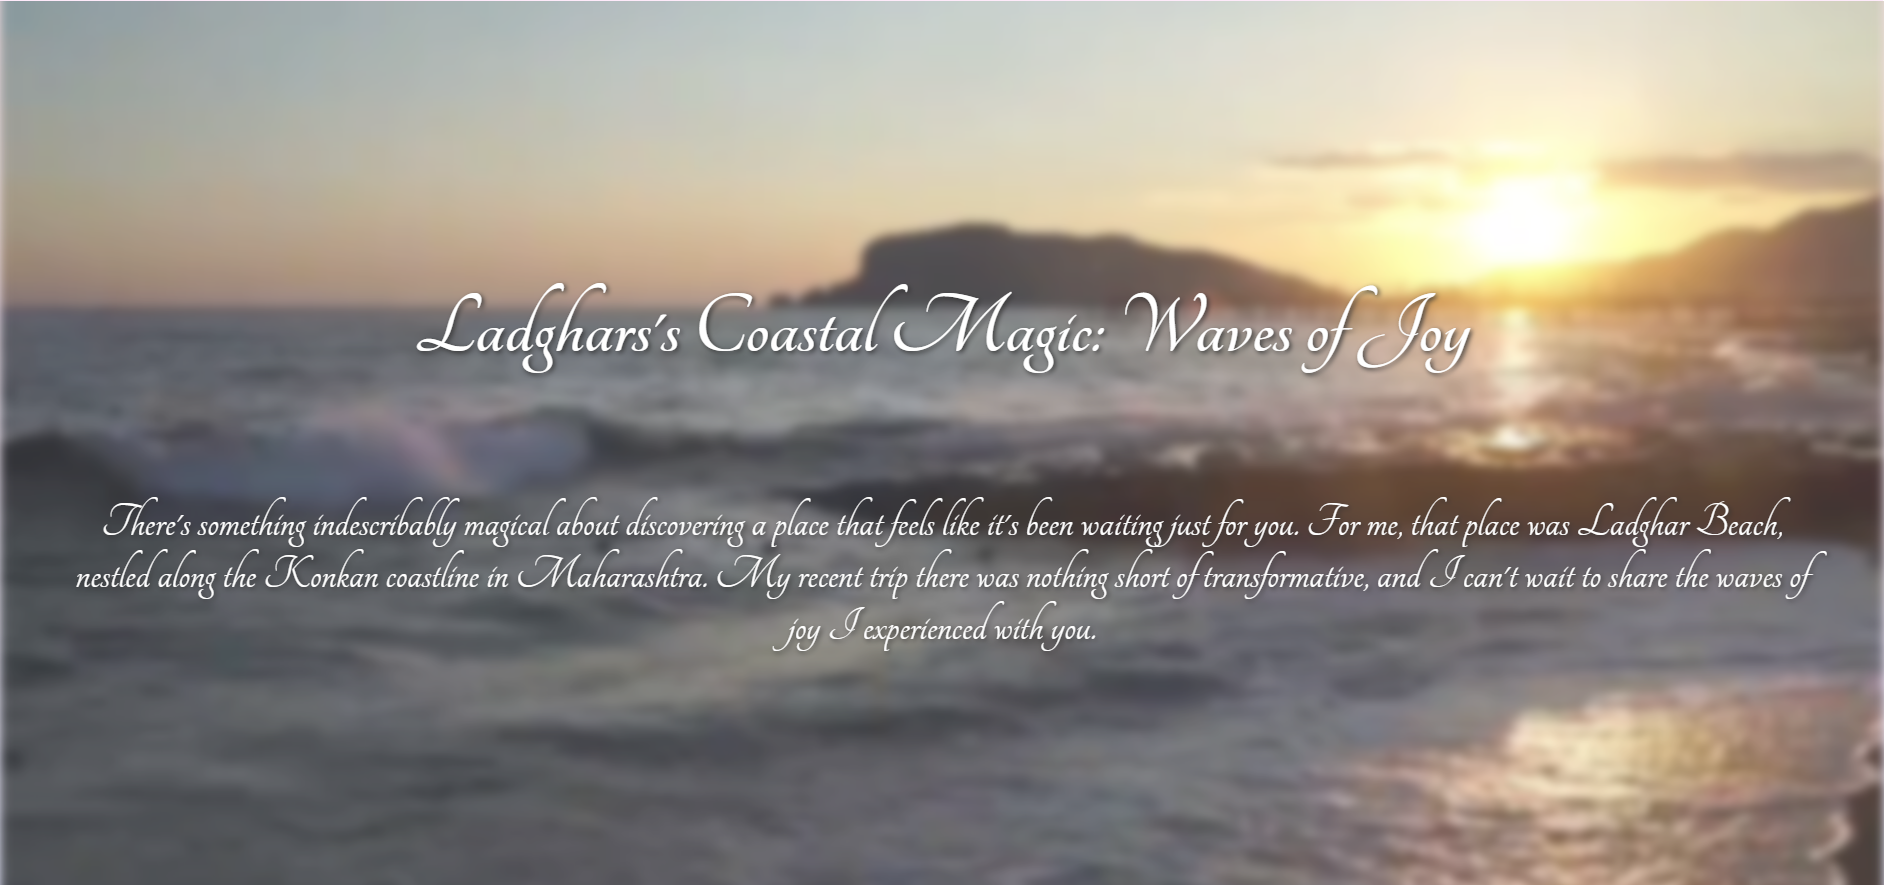 Ladghars's Coastal Magic: Waves of Joy
There's something indescribably magical about discovering a place that feels like it's been waiting just for you. For me, that place was Ladghar Beach,
nestled along the Konkan coastline in Maharashtra. My recent trip there was nothing short of transformative, and I can't wait to share the waves of
joy I experienced with you.